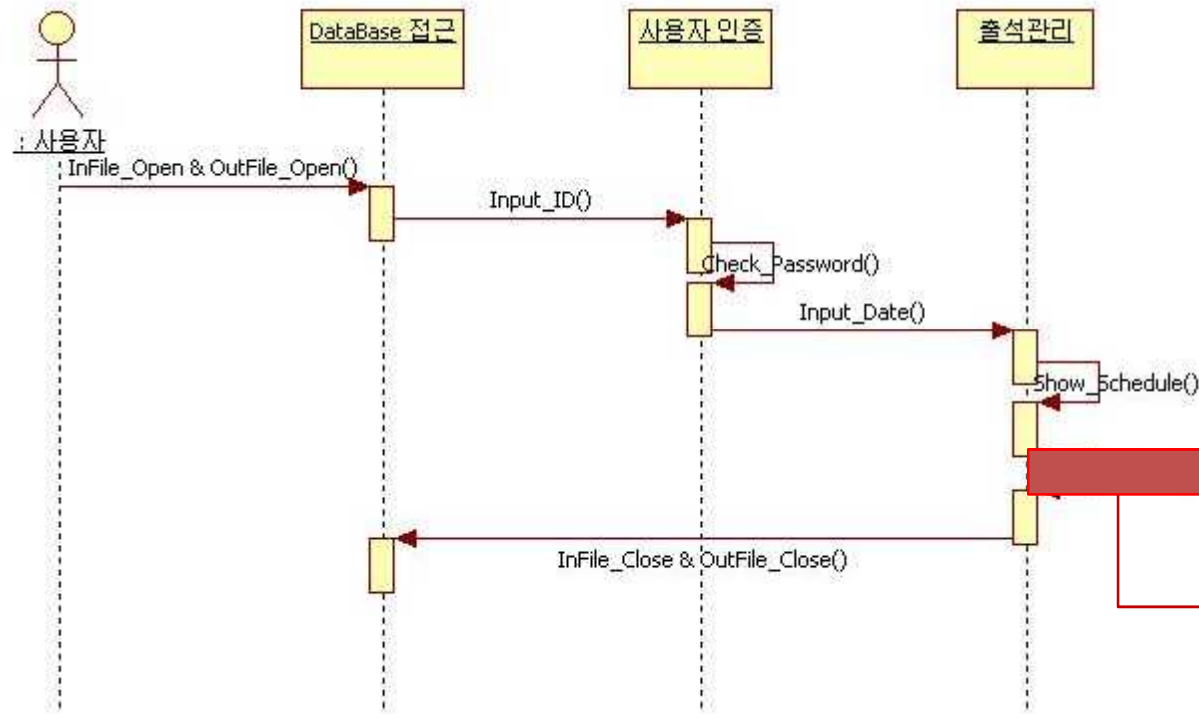 DataBase 접근
사용자 인증
출석관리
: 사용자
InFile_Open & OutFile_Open()
Input_ID()
Check_Password()
Input_Date()
Show_Schedule()
InFile_Close & OutFile_Close()